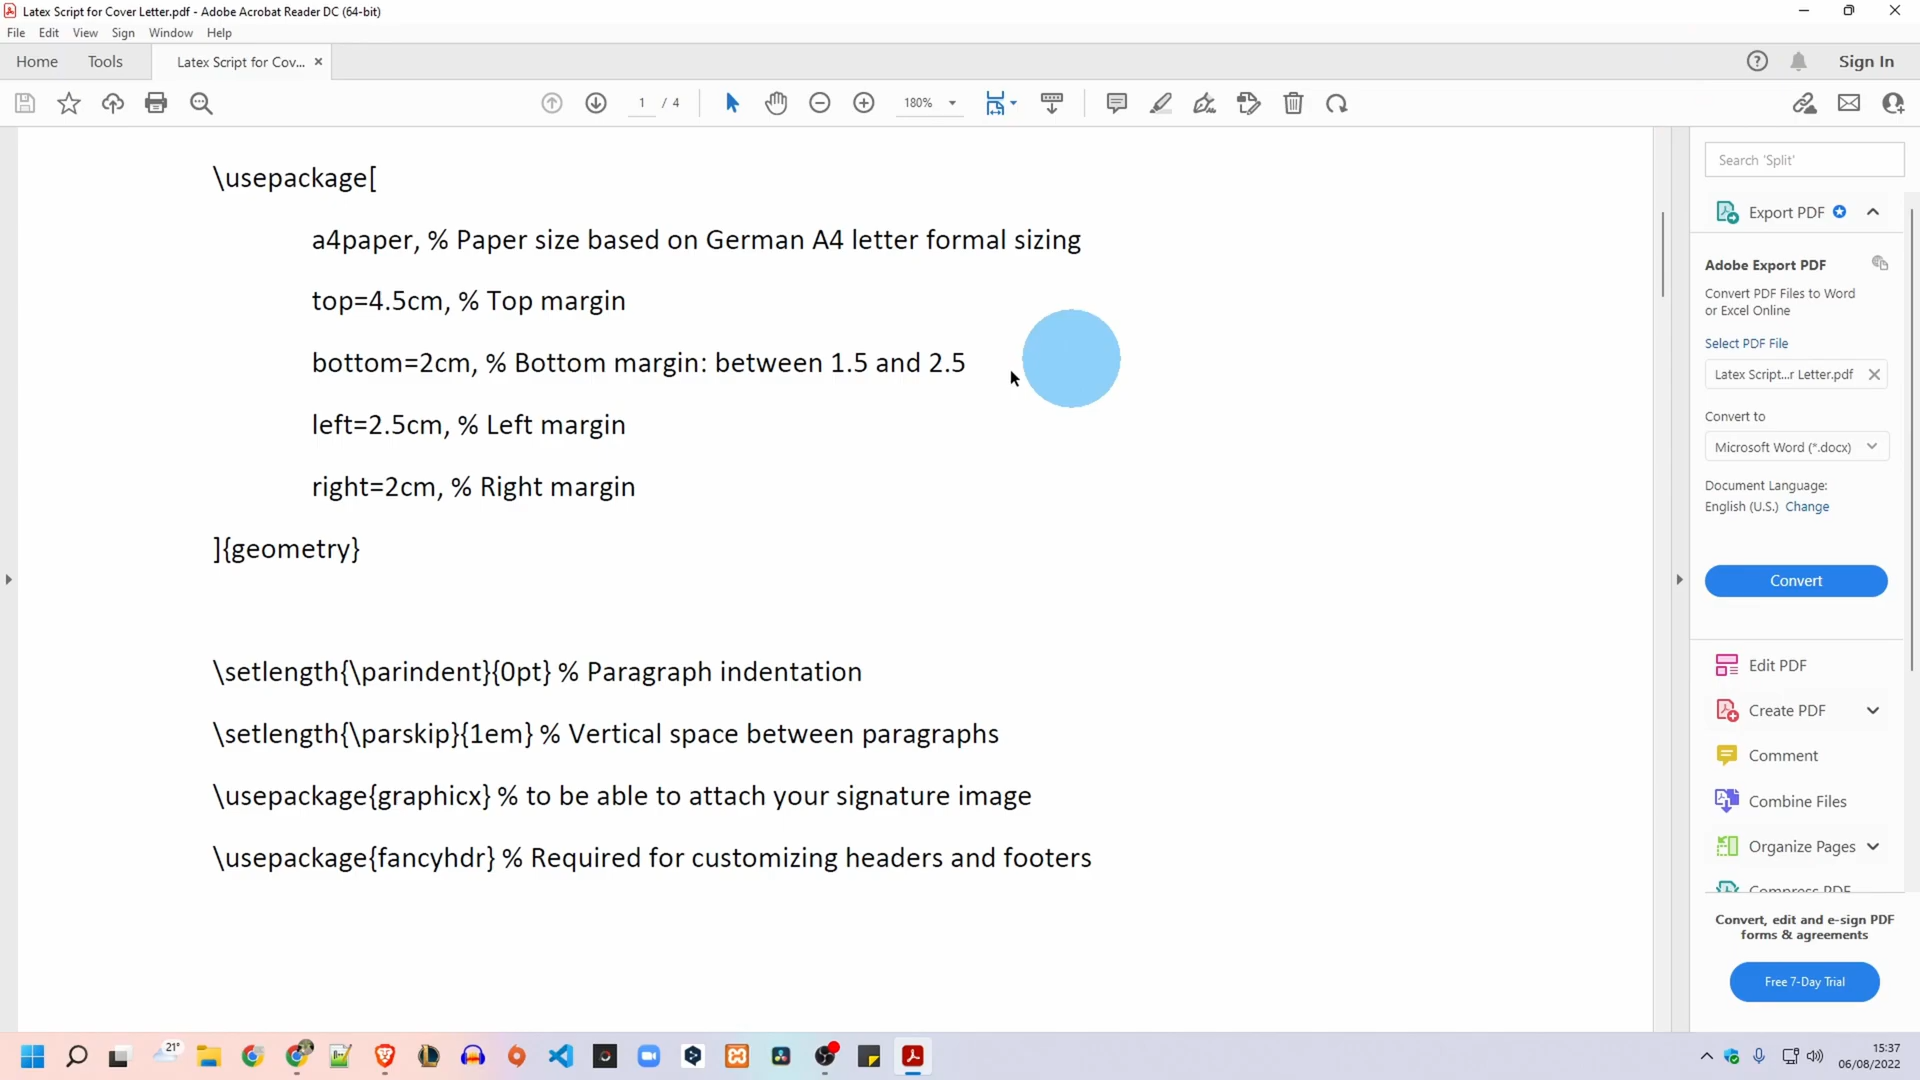 Latex Script for Cover Letter.pdf - Adobe Acrobat Reader DC (64-bit)
File Edit View Sign Window Help
Home Tools Latex Script for Cov... Sign In
1 / 4 180%
\usepackage[
a4paper, % Paper size based on German A4 letter formal sizing
top=4.5cm, % Top margin
bottom=2cm, % Bottom margin: between 1.5 and 2.5
left=2.5cm, % Left margin
right=2cm, % Right margin
]{geometry}
\setlength{\parindent}{0pt} % Paragraph indentation
\setlength{\parskip}{1em} % Vertical space between paragraphs
\usepackage{graphicx} % to be able to attach your signature image
\usepackage{fancyhdr} % Required for customizing headers and footers
Search 'Split'
Export PDF
Adobe Export PDF
Convert PDF Files to Word
or Excel Online
Select PDF File
Latex Script...r Letter.pdf
Convert to
Microsoft Word (*.docx)
Document Language:
English (U.S.) Change
Convert
Edit PDF
Create PDF
Comment
Combine Files
Organize Pages
Compress PDF
Convert, edit and e-sign PDF
forms & agreements
Free 7-Day Trial
21°
15:37
06/08/2022